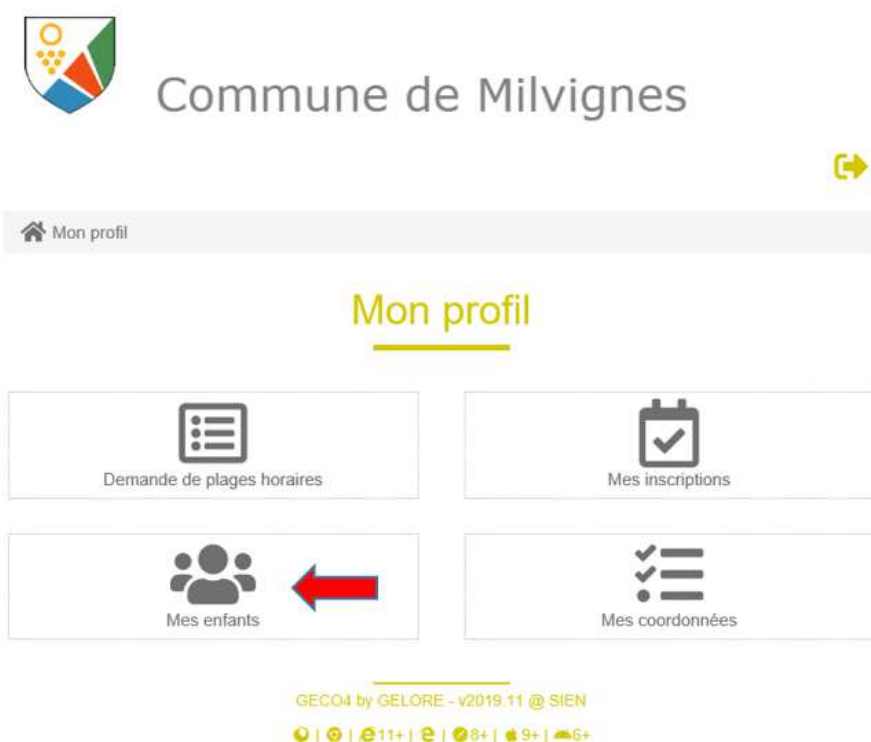 Commune de Milvignes
Mon profil
Mon profil
Demande de plages horaires
Mes inscriptions
Mes enfants
Mes coordonnées
GECO4 by GELORE - v2019.11 @ SIEN
| | 11+ | | 8+ | 9+ | 6+